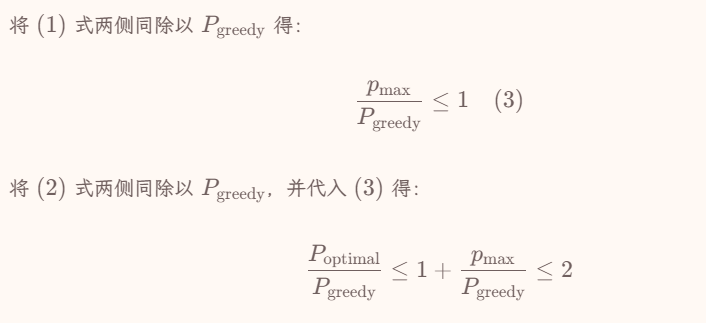 将 (1) 式两侧同除以 $P_{\text{greedy}}$ 得：
$\frac{p_{\max}}{P_{\text{greedy}}} \leq 1 \quad (3)$
将 (2) 式两侧同除以 $P_{\text{greedy}}$，并代入 (3) 得：
$\frac{P_{\text{optimal}}}{P_{\text{greedy}}} \leq 1 + \frac{p_{\max}}{P_{\text{greedy}}} \leq 2$